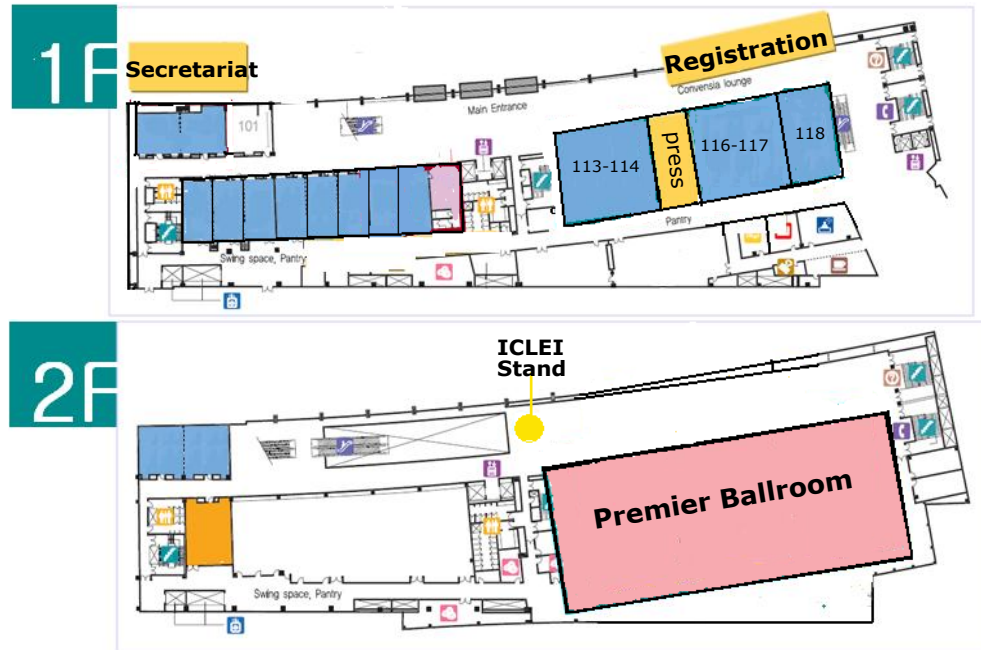 1F
Secretariat
Registration
Convensia lounge
Main Entrance
101
113-114
press
116-117
118
Pantry
Swing space, Pantry
2F
ICLEI
Stand
Premier Ballroom
Swing space, Pantry